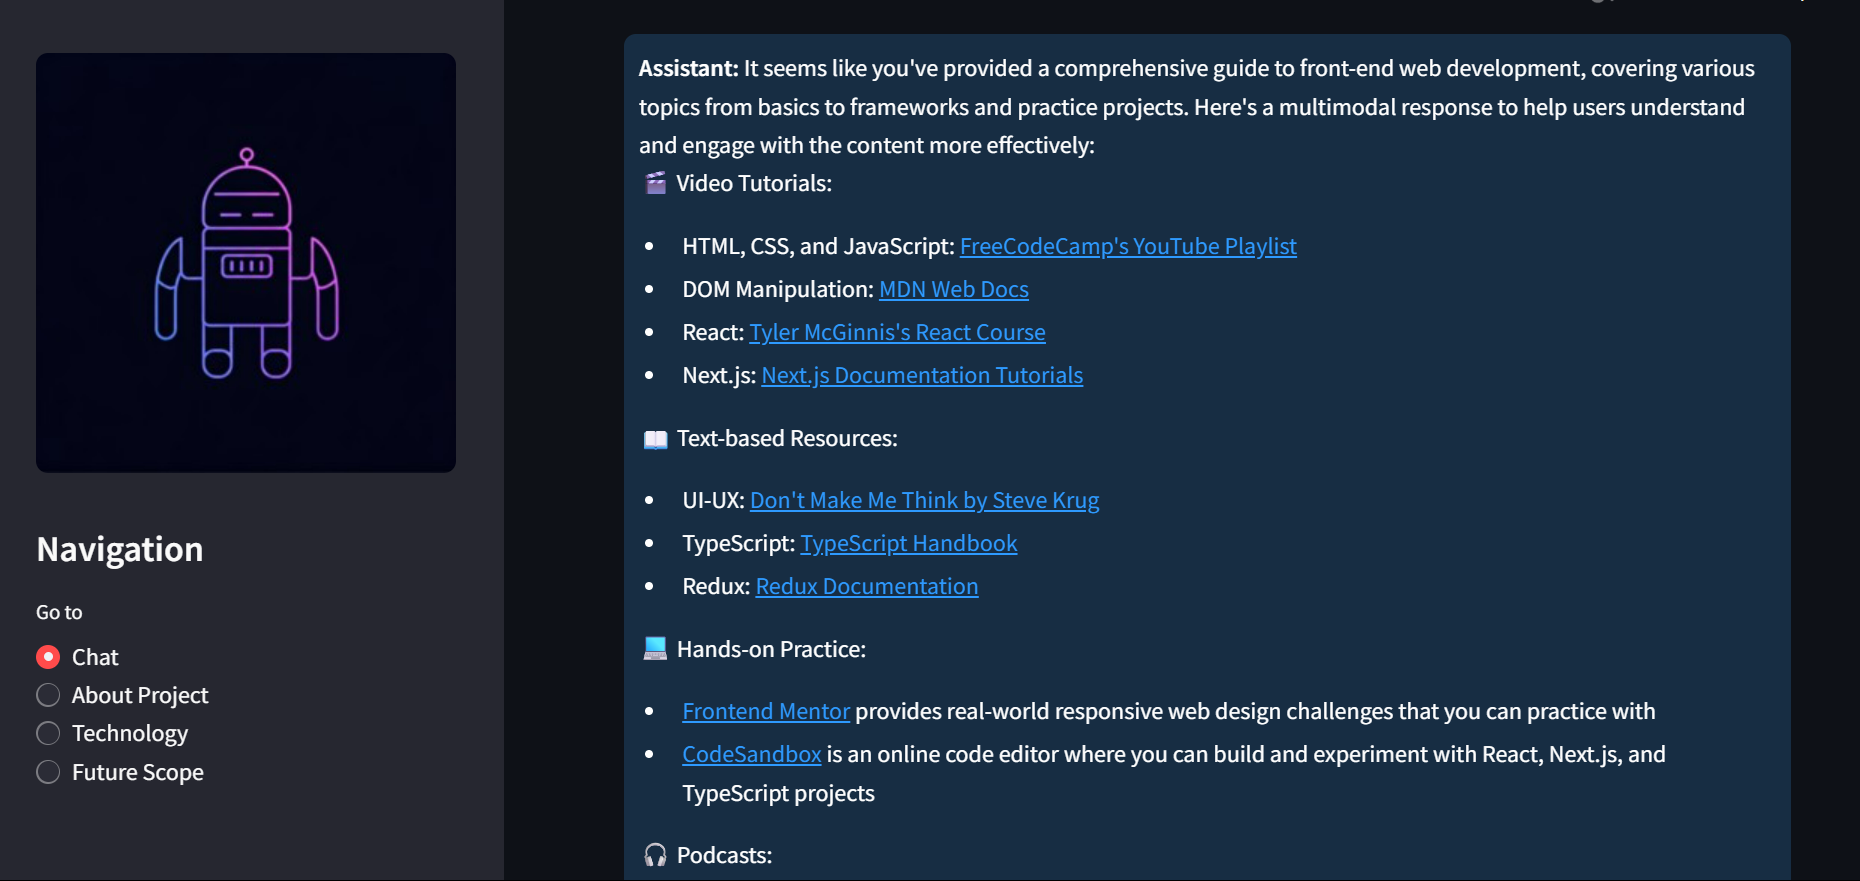 Navigation
Go to
Chat
About Project
Technology
Future Scope
Assistant: It seems like you've provided a comprehensive guide to front-end web development, covering various
topics from basics to frameworks and practice projects. Here's a multimodal response to help users understand
and engage with the content more effectively:
🎬 Video Tutorials:
• HTML, CSS, and JavaScript: FreeCodeCamp's YouTube Playlist
• DOM Manipulation: MDN Web Docs
• React: Tyler McGinnis's React Course
• Next.js: Next.js Documentation Tutorials
📖 Text-based Resources:
• UI-UX: Don't Make Me Think by Steve Krug
• TypeScript: TypeScript Handbook
• Redux: Redux Documentation
💻 Hands-on Practice:
• Frontend Mentor provides real-world responsive web design challenges that you can practice with
• CodeSandbox is an online code editor where you can build and experiment with React, Next.js, and
TypeScript projects
🎧 Podcasts: